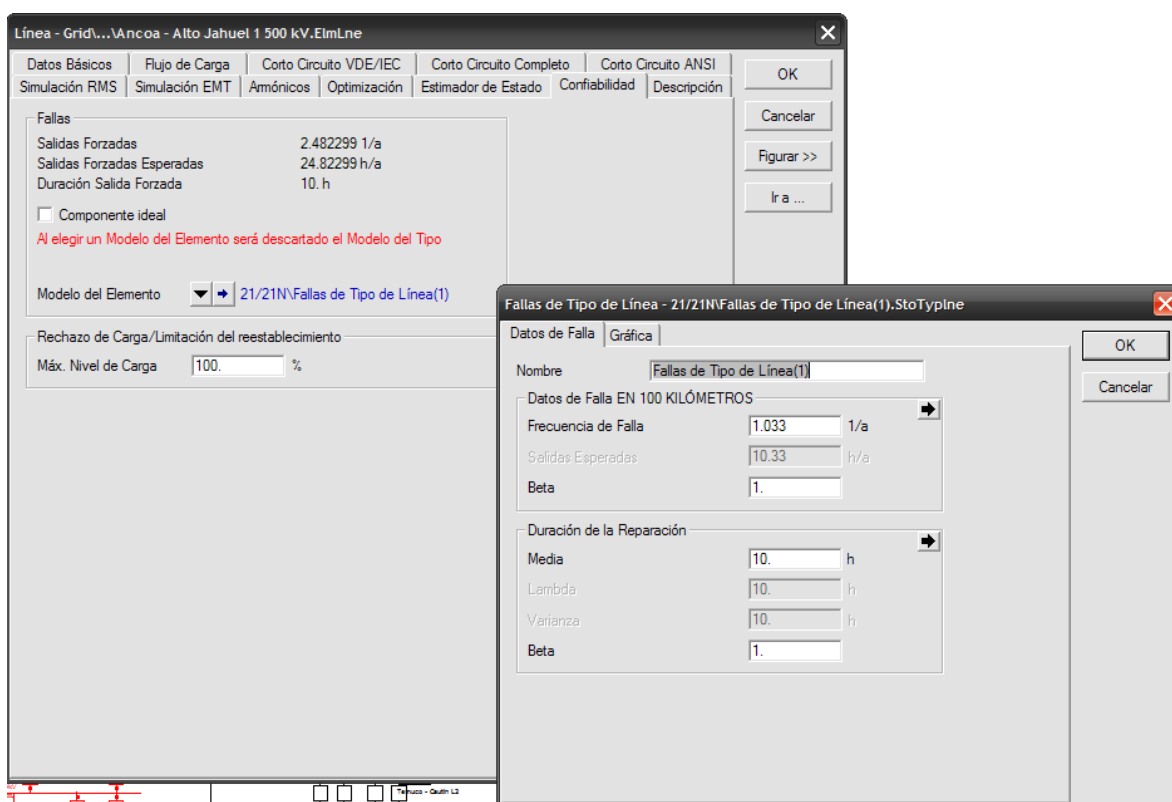 Línea - Grid\...\Ancoa - Alto Jahuel 1 500 kV.ElmLne
Datos Básicos Flujo de Carga Corto Circuito VDE/IEC Corto Circuito Completo Corto Circuito ANSI
Simulación RMS Simulación EMT Armónicos Optimización Estimador de Estado Confiabilidad Descripción
OK
Cancelar
Figurar >>
Ir a ...
Fallas
Salidas Forzadas 2.482299 1/a
Salidas Forzadas Esperadas 24.82299 h/a
Duración Salida Forzada 10. h
Componente ideal
Al elegir un Modelo del Elemento será descartado el Modelo del Tipo
Modelo del Elemento 21/21N\Fallas de Tipo de Línea(1)
Rechazo de Carga/Limitación del reestablecimiento
Máx. Nivel de Carga 100. %
Fallas de Tipo de Línea - 21/21N\Fallas de Tipo de Línea(1).StoTyplne
Datos de Falla Gráfica
OK
Cancelar
Nombre Fallas de Tipo de Línea(1)
Datos de Falla EN 100 KILÓMETROS
Frecuencia de Falla 1.033 1/a
Salidas Esperadas 10.33 h/a
Beta 1.
Duración de la Reparación
Media 10. h
Lambda 10. h
Varianza 10. h
Beta 1.
Temuco - Cautin L2